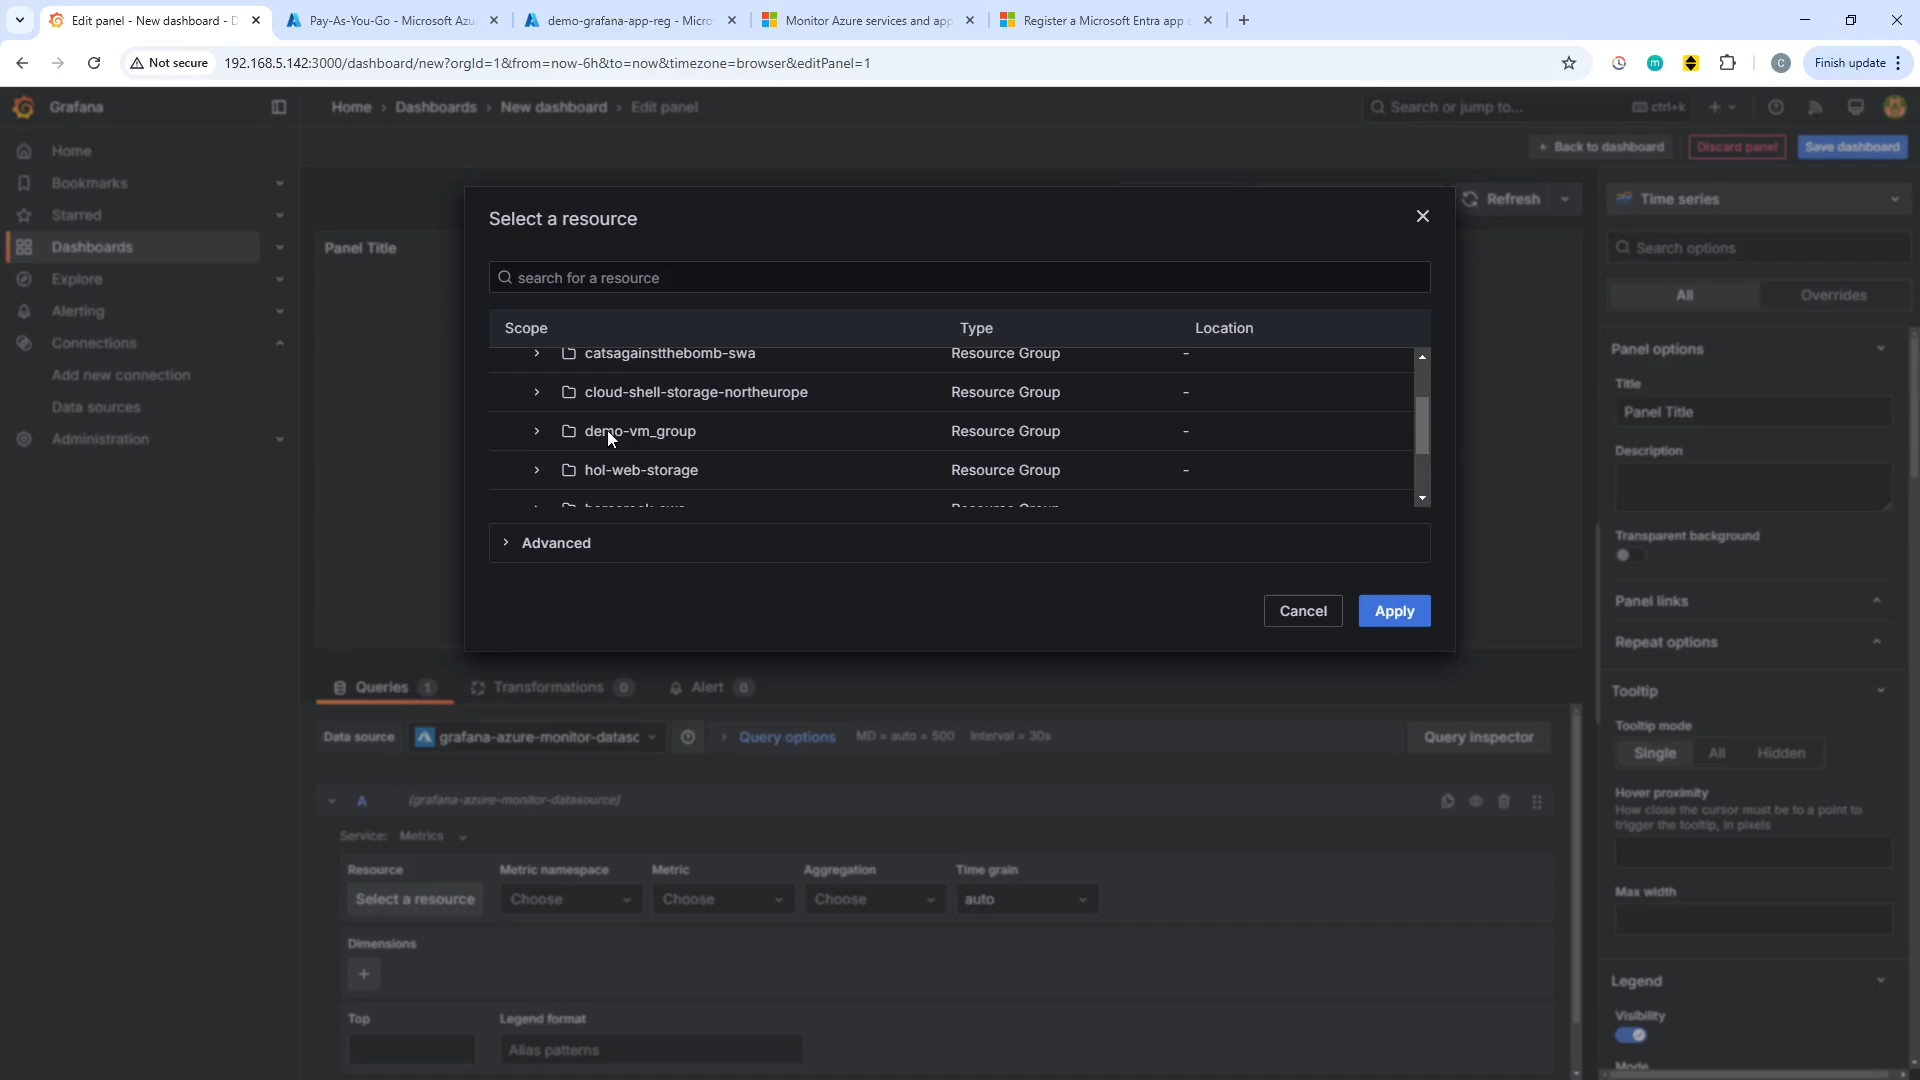 Edit panel - New dashboard - D
Pay-As-You-Go - Microsoft Azu
demo-grafana-app-reg - Micros
Monitor Azure services and app
Register a Microsoft Entra app a
Not secure
192.168.5.142:3000/dashboard/new?orgId=1&from=now-6h&to=now&timezone=browser&editPanel=1
C
Finish update
Grafana
Home › Dashboards › New dashboard › Edit panel
Search or jump to...
ctrl+k
Home
Bookmarks
Starred
Dashboards
Explore
Alerting
Connections
Add new connection
Data sources
Administration
Back to dashboard
Discard panel
Save dashboard
Refresh
Panel Title
Select a resource
search for a resource
Scope Type Location
catsagainstthebomb-swa Resource Group -
cloud-shell-storage-northeurope Resource Group -
demo-vm_group Resource Group -
hol-web-storage Resource Group -
Resource Group
Advanced
Cancel
Apply
Queries 1
Transformations 0
Alert 0
Data source
grafana-azure-monitor-datasc
Query options
MD = auto = 500 Interval = 30s
Query inspector
A (grafana-azure-monitor-datasource)
Service: Metrics
Resource Metric namespace Metric Aggregation Time grain
Select a resource Choose Choose Choose auto
Dimensions
Top Legend format
Alias patterns
Time series
Search options
All Overrides
Panel options
Title
Panel Title
Description
Transparent background
Panel links
Repeat options
Tooltip
Tooltip mode
Single All Hidden
Hover proximity
How close the cursor must be to a point to
trigger the tooltip, in pixels
Max width
Legend
Visibility
Mode